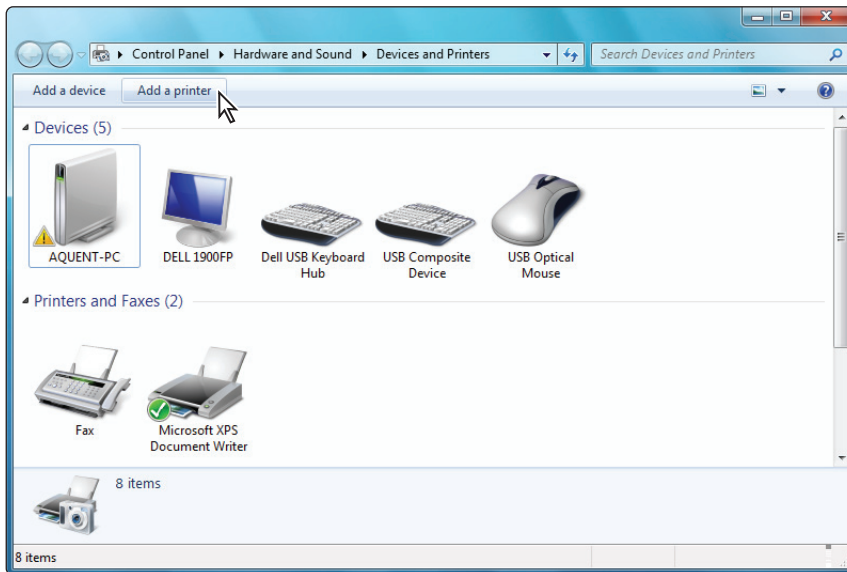 Control Panel ▸ Hardware and Sound ▸ Devices and Printers
Search Devices and Printers
Add a device
Add a printer
Devices (5)
AQUENT-PC
DELL 1900FP
Dell USB Keyboard
Hub
USB Composite
Device
USB Optical
Mouse
Printers and Faxes (2)
Fax
Microsoft XPS
Document Writer
8 items
8 items